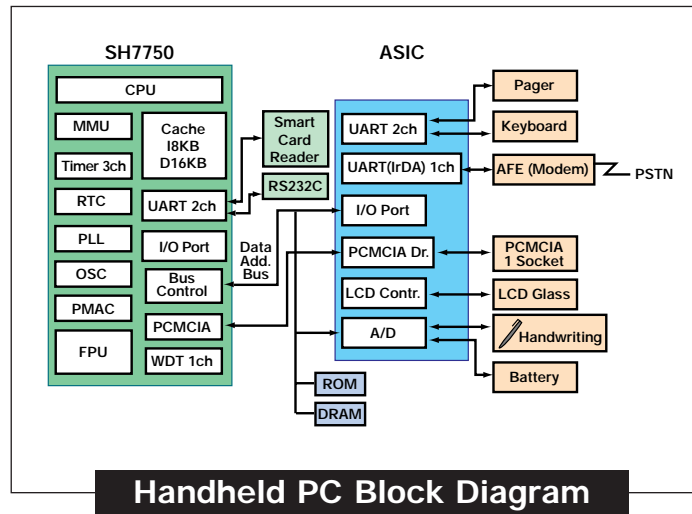 SH7750
CPU
MMU
Timer 3ch
RTC
PLL
OSC
PMAC
FPU
Cache
I8KB
D16KB
UART 2ch
I/O Port
Bus
Control
PCMCIA
WDT 1ch
Smart
Card
Reader
RS232C
Data
Add.
Bus
ROM
DRAM
ASIC
UART 2ch
UART(IrDA) 1ch
I/O Port
PCMCIA Dr.
LCD Contr.
A/D
Pager
Keyboard
AFE (Modem)
PSTN
PCMCIA
1 Socket
LCD Glass
Handwriting
Battery
Handheld PC Block Diagram